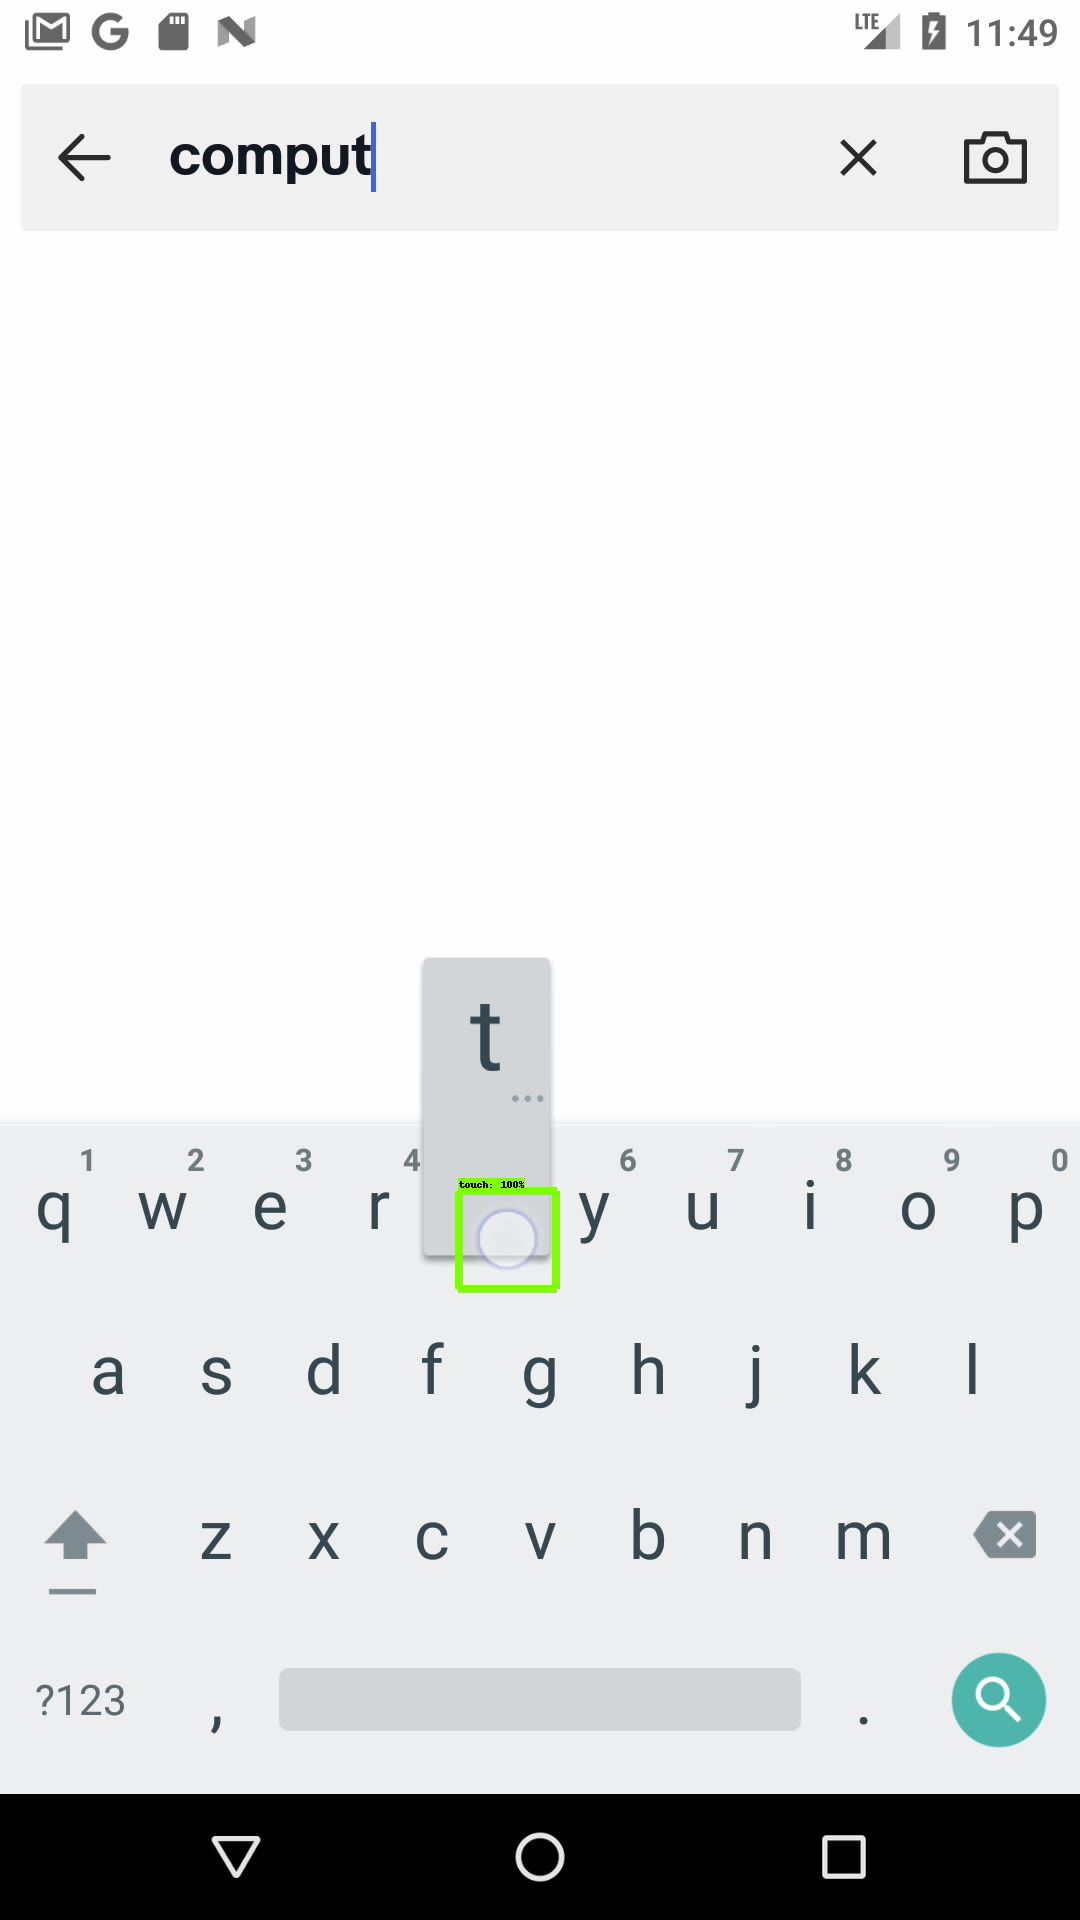 LTE 11:49
comput
t
...
1 2 3 4 6 7 8 9 0
touch: 100%
q w e r y u i o p
a s d f g h j k l
z x c v b n m
?123 , .